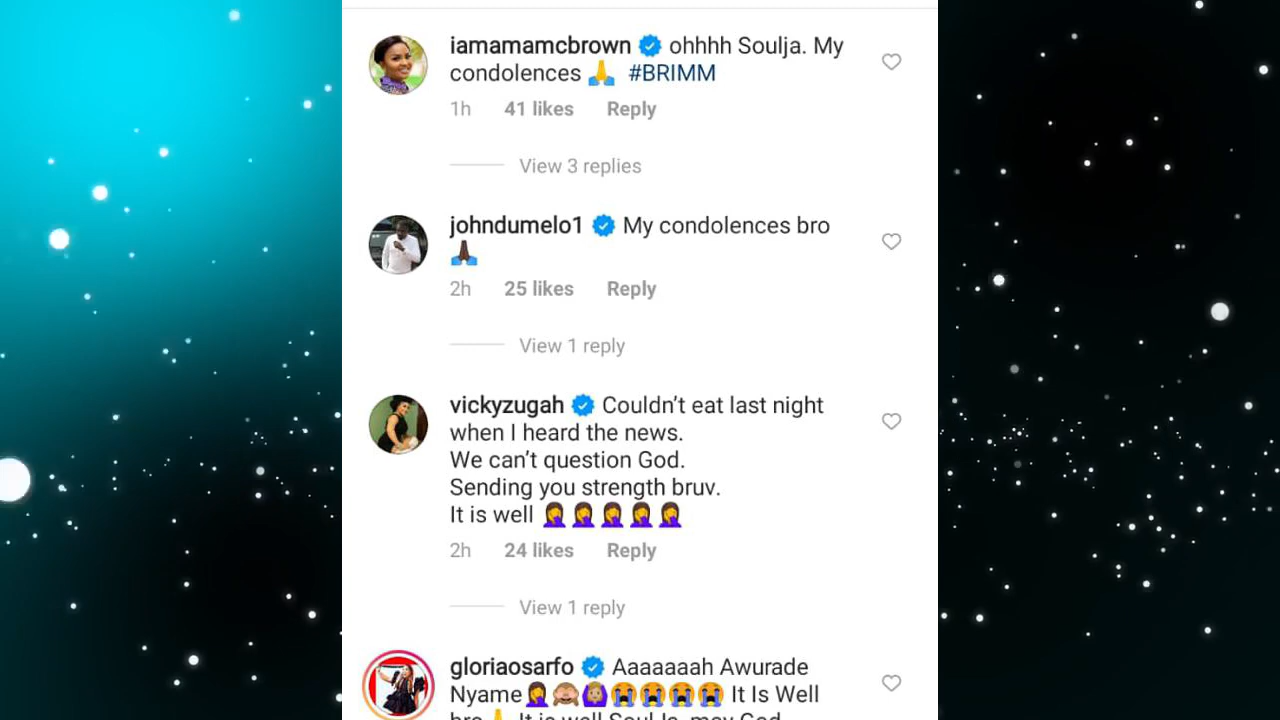 iamamamcbrown ohhhh Soulja. My
condolences 🙏 #BRIMM
1h 41 likes Reply
View 3 replies
johndumelo1 My condolences bro
🙏🏿
2h 25 likes Reply
View 1 reply
vickyzugah Couldn't eat last night
when I heard the news.
We can't question God.
Sending you strength bruv.
It is well 🤦‍♀️🤦‍♀️🤦‍♀️🤦‍♀️🤦‍♀️
2h 24 likes Reply
View 1 reply
gloriaosarfo Aaaaaaah Awurade
Nyame🤦‍♀️🙈🙆🏼‍♀️😭😭😭😭 It Is Well
bro🙏 It is well Soul Ja, may God